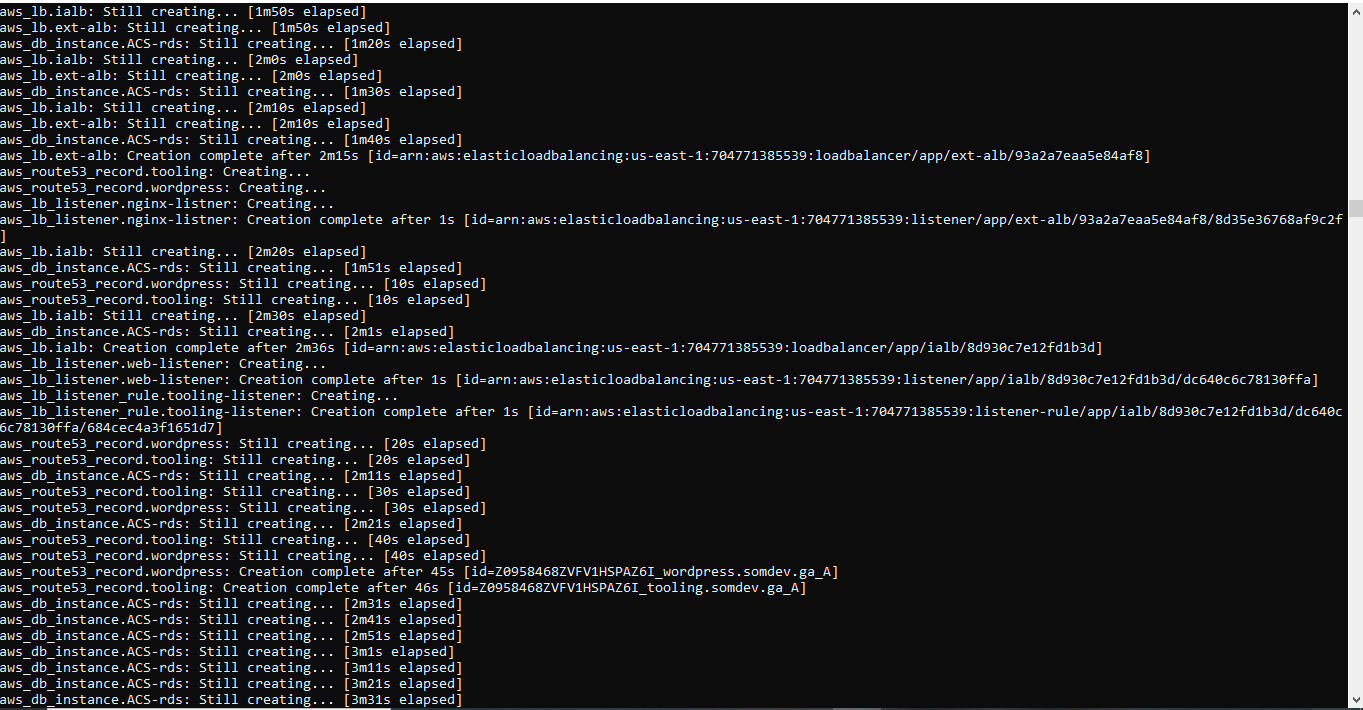 aws_lb.ialb: Still creating... [1m50s elapsed]
aws_lb.ext-alb: Still creating... [1m50s elapsed]
aws_db_instance.ACS-rds: Still creating... [1m20s elapsed]
aws_lb.ialb: Still creating... [2m0s elapsed]
aws_lb.ext-alb: Still creating... [2m0s elapsed]
aws_db_instance.ACS-rds: Still creating... [1m30s elapsed]
aws_lb.ialb: Still creating... [2m10s elapsed]
aws_lb.ext-alb: Still creating... [2m10s elapsed]
aws_db_instance.ACS-rds: Still creating... [1m40s elapsed]
aws_lb.ext-alb: Creation complete after 2m15s [id=arn:aws:elasticloadbalancing:us-east-1:704771385539:loadbalancer/app/ext-alb/93a2a7eaa5e84af8]
aws_route53_record.tooling: Creating...
aws_route53_record.wordpress: Creating...
aws_lb_listener.nginx-listner: Creating...
aws_lb_listener.nginx-listner: Creation complete after 1s [id=arn:aws:elasticloadbalancing:us-east-1:704771385539:listener/app/ext-alb/93a2a7eaa5e84af8/8d35e36768af9c2f
]
aws_lb.ialb: Still creating... [2m20s elapsed]
aws_db_instance.ACS-rds: Still creating... [1m51s elapsed]
aws_route53_record.wordpress: Still creating... [10s elapsed]
aws_route53_record.tooling: Still creating... [10s elapsed]
aws_lb.ialb: Still creating... [2m30s elapsed]
aws_db_instance.ACS-rds: Still creating... [2m1s elapsed]
aws_lb.ialb: Creation complete after 2m36s [id=arn:aws:elasticloadbalancing:us-east-1:704771385539:loadbalancer/app/ialb/8d930c7e12fd1b3d]
aws_lb_listener.web-listener: Creating...
aws_lb_listener.web-listener: Creation complete after 1s [id=arn:aws:elasticloadbalancing:us-east-1:704771385539:listener/app/ialb/8d930c7e12fd1b3d/dc640c6c78130ffa]
aws_lb_listener_rule.tooling-listener: Creating...
aws_lb_listener_rule.tooling-listener: Creation complete after 1s [id=arn:aws:elasticloadbalancing:us-east-1:704771385539:listener-rule/app/ialb/8d930c7e12fd1b3d/dc640c
6c78130ffa/684cec4a3f1651d7]
aws_route53_record.wordpress: Still creating... [20s elapsed]
aws_route53_record.tooling: Still creating... [20s elapsed]
aws_db_instance.ACS-rds: Still creating... [2m11s elapsed]
aws_route53_record.tooling: Still creating... [30s elapsed]
aws_route53_record.wordpress: Still creating... [30s elapsed]
aws_db_instance.ACS-rds: Still creating... [2m21s elapsed]
aws_route53_record.tooling: Still creating... [40s elapsed]
aws_route53_record.wordpress: Still creating... [40s elapsed]
aws_route53_record.wordpress: Creation complete after 45s [id=Z0958468ZVFV1HSPAZ6I_wordpress.somdev.ga_A]
aws_route53_record.tooling: Creation complete after 46s [id=Z0958468ZVFV1HSPAZ6I_tooling.somdev.ga_A]
aws_db_instance.ACS-rds: Still creating... [2m31s elapsed]
aws_db_instance.ACS-rds: Still creating... [2m41s elapsed]
aws_db_instance.ACS-rds: Still creating... [2m51s elapsed]
aws_db_instance.ACS-rds: Still creating... [3m1s elapsed]
aws_db_instance.ACS-rds: Still creating... [3m11s elapsed]
aws_db_instance.ACS-rds: Still creating... [3m21s elapsed]
aws_db_instance.ACS-rds: Still creating... [3m31s elapsed]